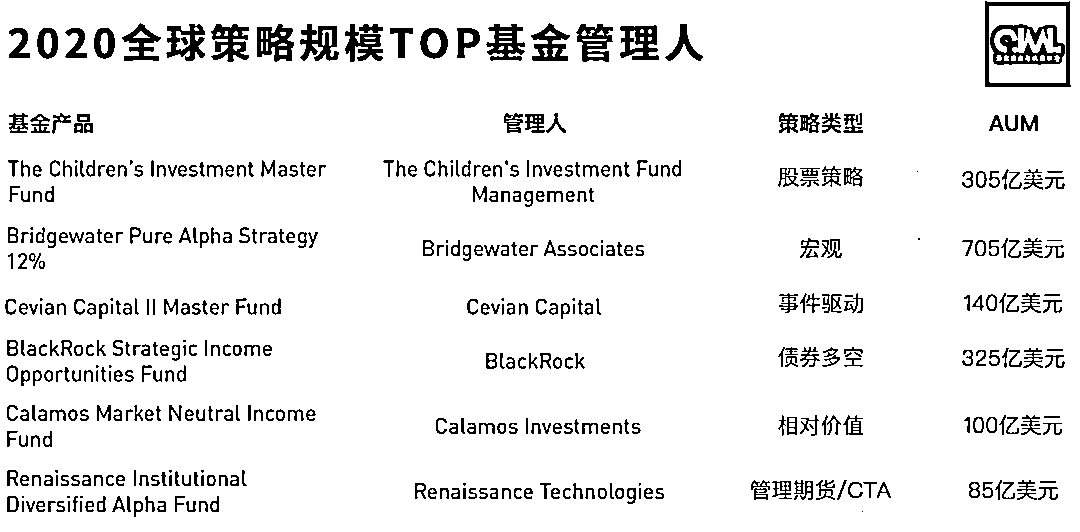 2020全球策略规模TOP基金管理人
基金产品 管理人 策略类型 AUM
The Children's Investment Master
Fund
The Children's Investment Fund
Management
股票策略 305亿美元
Bridgewater Pure Alpha Strategy
12%
Bridgewater Associates 宏观 705亿美元
Cevian Capital II Master Fund Cevian Capital 事件驱动 140亿美元
BlackRock Strategic Income
Opportunities Fund
BlackRock 债券多空 325亿美元
Calamos Market Neutral Income
Fund
Calamos Investments 相对价值 100亿美元
Renaissance Institutional
Diversified Alpha Fund
Renaissance Technologies 管理期货/CTA 85亿美元